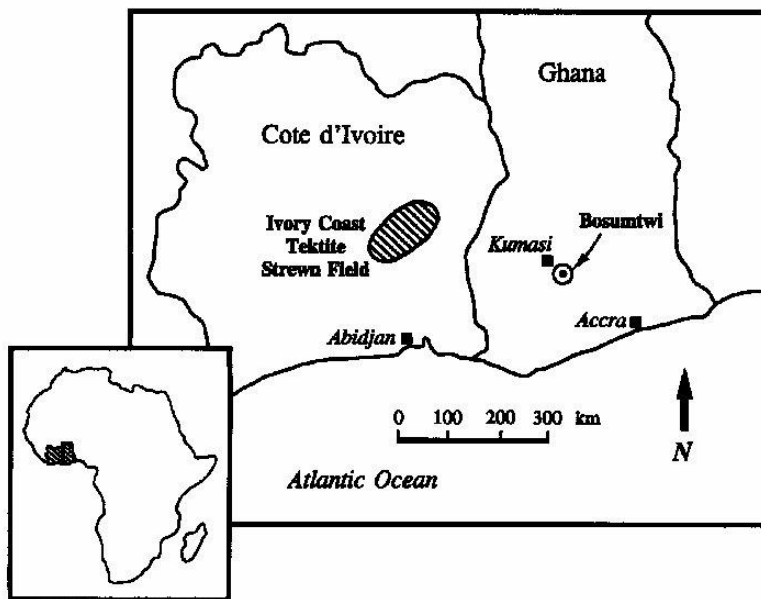 Ghana
Cote d'Ivoire
Ivory Coast
Tektite
Strewn Field
Bosumtwi
Kumasi
Abidjan
Accra
0 100 200 300 km
N
Atlantic Ocean